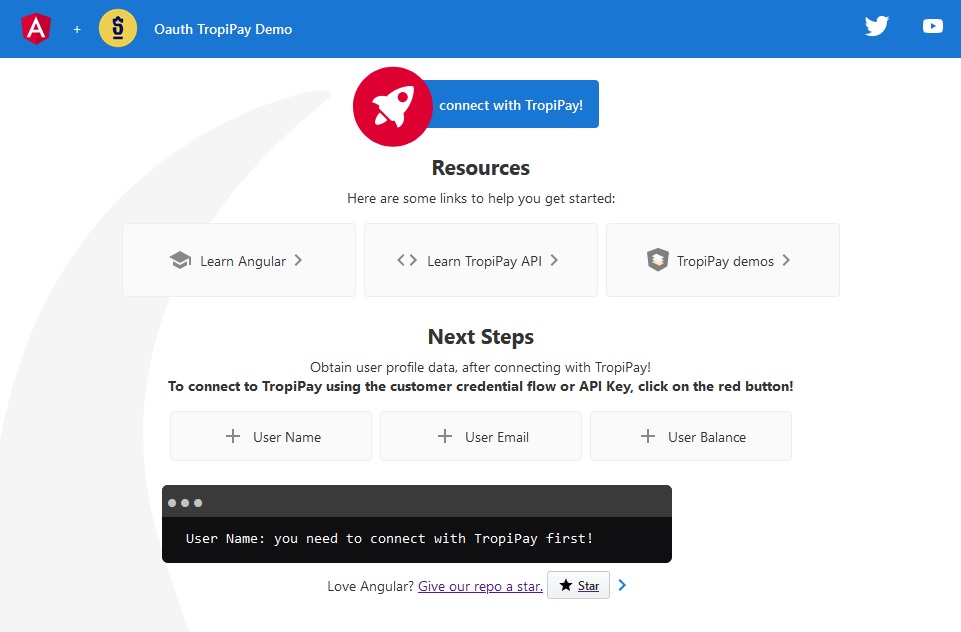 A + $ Oauth TropiPay Demo
connect with TropiPay!
Resources
Here are some links to help you get started:
Learn Angular
Learn TropiPay API
TropiPay demos
Next Steps
Obtain user profile data, after connecting with TropiPay!
To connect to TropiPay using the customer credential flow or API Key, click on the red button!
User Name
User Email
User Balance
User Name: you need to connect with TropiPay first!
Love Angular? Give our repo a star. Star